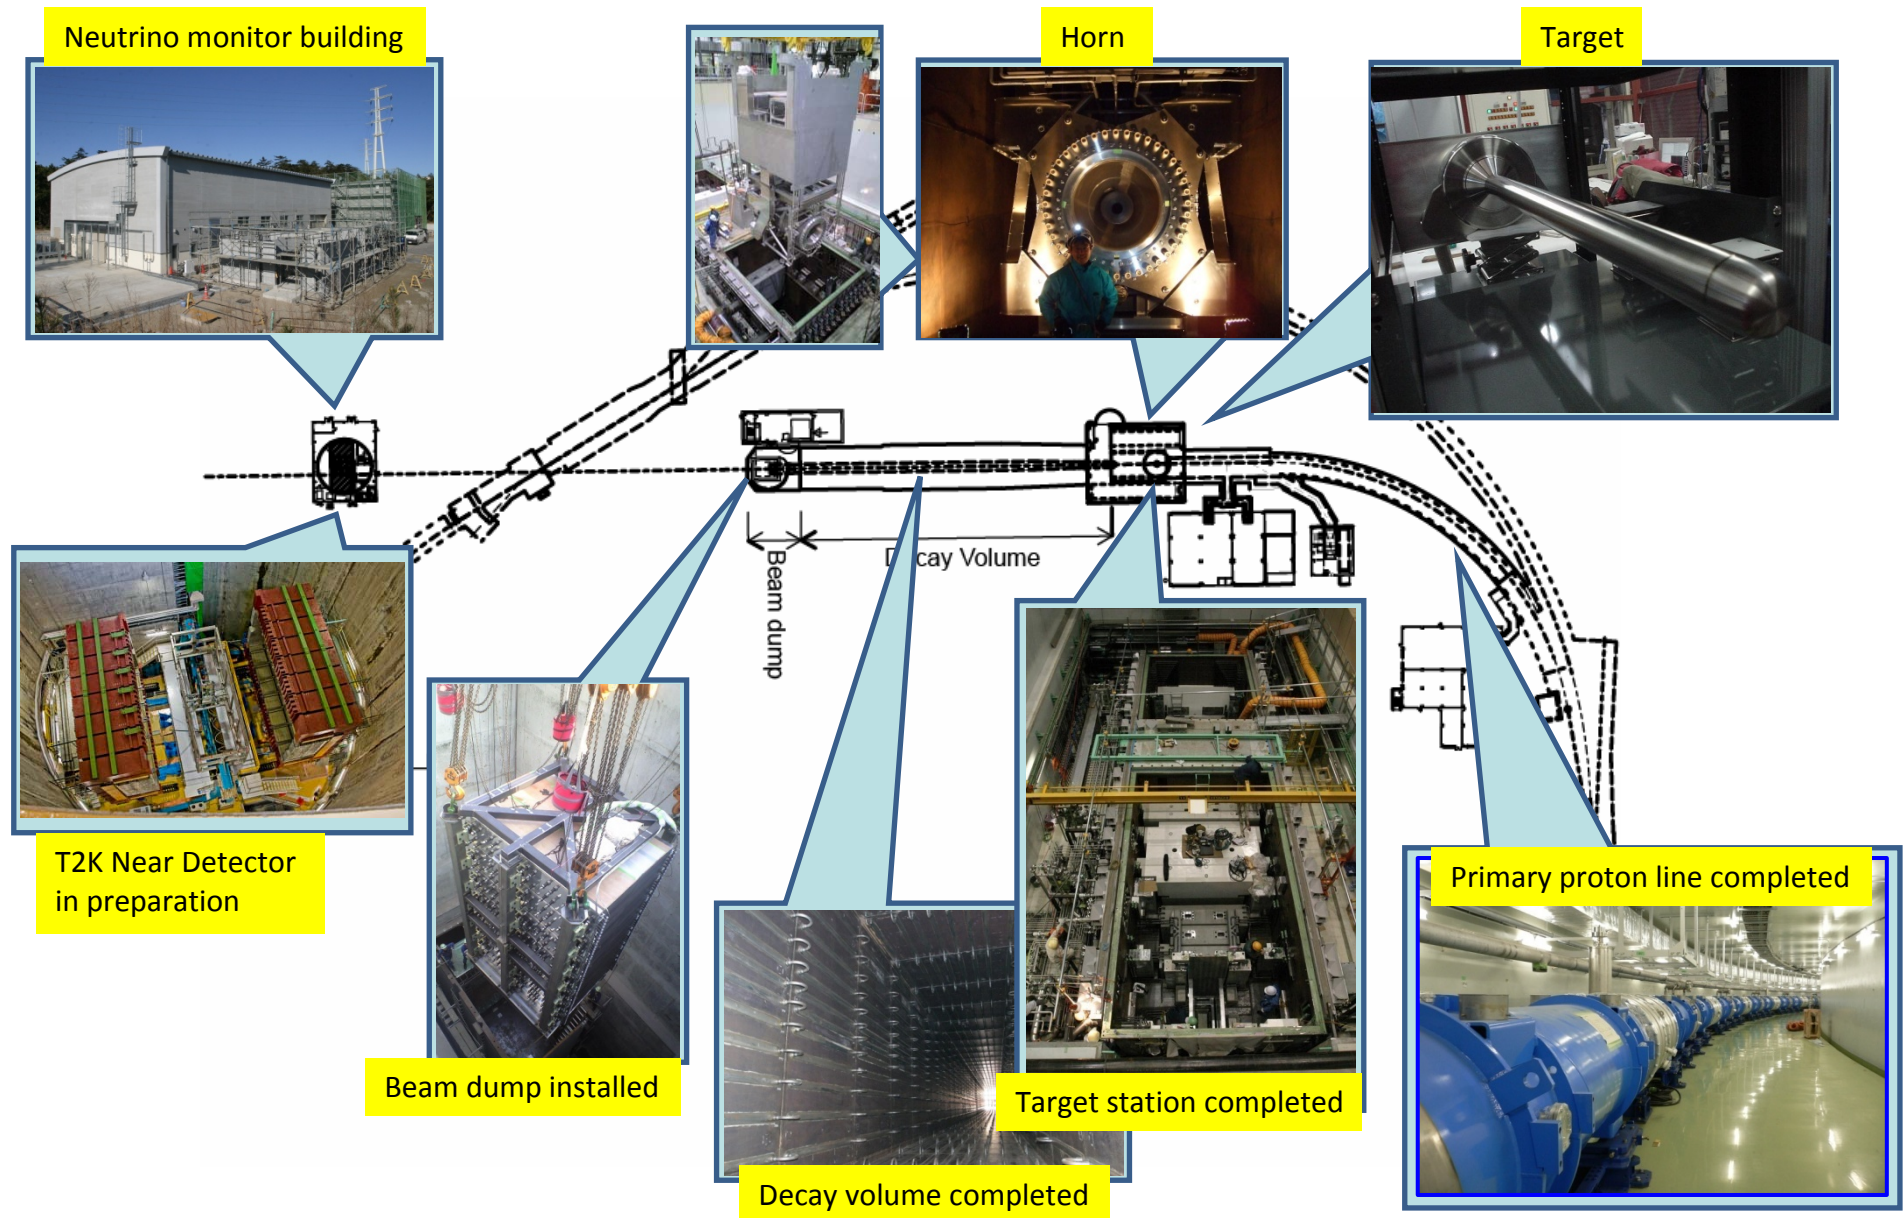 Neutrino monitor building
Horn
Target
Beam dump
Decay Volume
T2K Near Detector
in preparation
Primary proton line completed
Beam dump installed
Target station completed
Decay volume completed